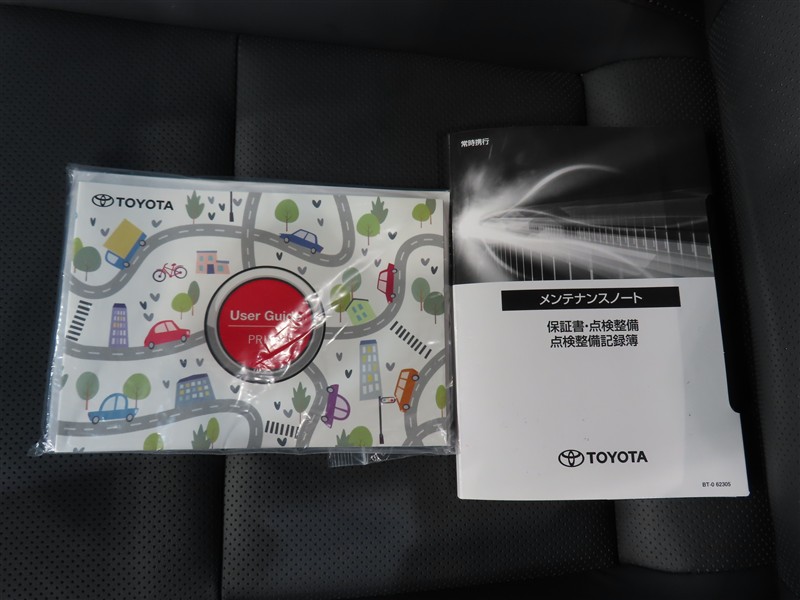 TOYOTA
User Guide
常時携行
メンテナンスノート
保証書・点検整備
点検整備記録簿
TOYOTA
BT-0 62305